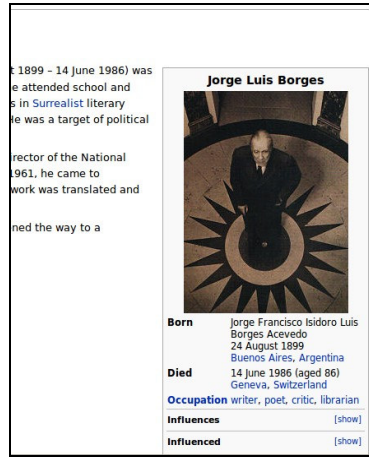 t 1899 – 14 June 1986) was
e attended school and
s in Surrealist literary
He was a target of political
irector of the National
1961, he came to
work was translated and
ned the way to a
Jorge Luis Borges
Born Jorge Francisco Isidoro Luis
Borges Acevedo
24 August 1899
Buenos Aires, Argentina
Died 14 June 1986 (aged 86)
Geneva, Switzerland
Occupation writer, poet, critic, librarian
Influences [show]
Influenced [show]